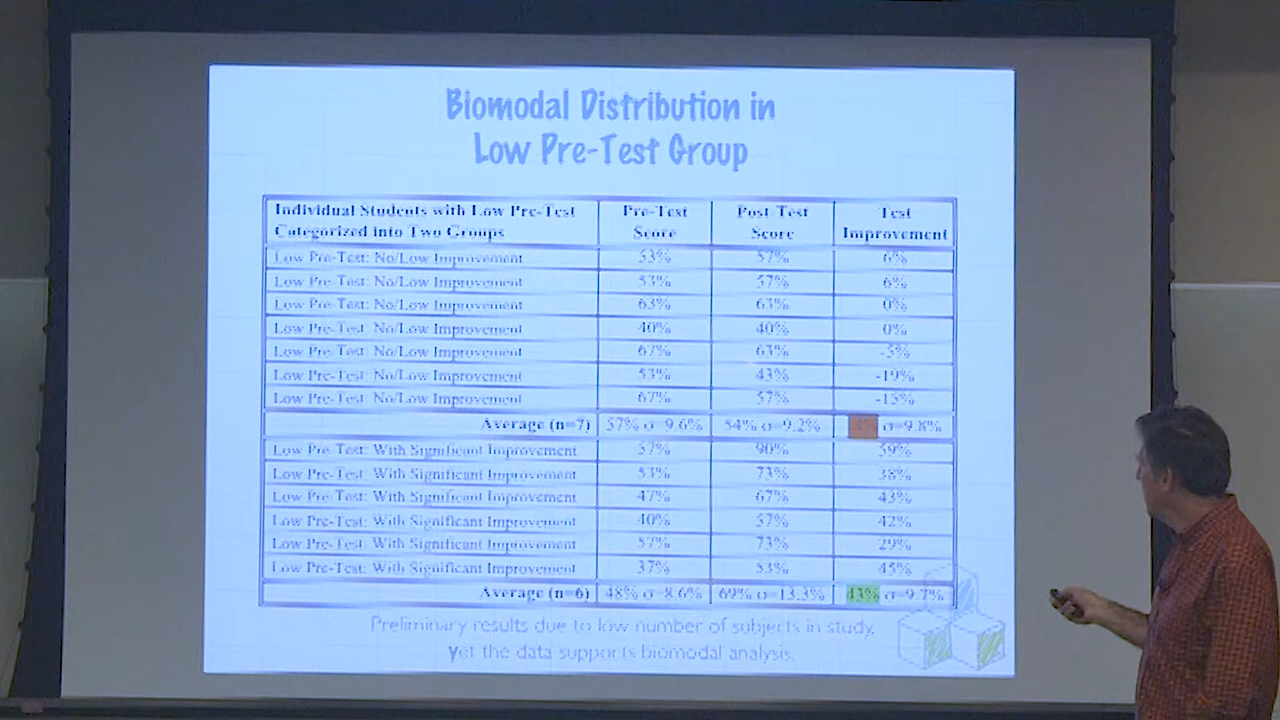 Biomodal Distribution in
Low Pre-Test Group
Individual Students with Low Pre-Test Categorized into Two Groups Pre-Test Score Post Test Score Test Improvement
Low Pre-Test: No/Low Improvement 53% 57% 6%
Low Pre-Test: No/Low Improvement 53% 57% 6%
Low Pre-Test: No/Low Improvement 63% 63% 0%
Low Pre-Test: No/Low Improvement 40% 40% 0%
Low Pre-Test: No/Low Improvement 67% 63% -5%
Low Pre-Test: No/Low Improvement 53% 43% -19%
Low Pre-Test: No/Low Improvement 67% 57% -15%
Average (n=7) 57% σ=9.6% 54% σ=9.2% σ=9.8%
Low Pre-Test: With Significant Improvement 57% 90% 59%
Low Pre-Test: With Significant Improvement 53% 73% 38%
Low Pre-Test: With Significant Improvement 47% 67% 43%
Low Pre-Test: With Significant Improvement 40% 57% 42%
Low Pre-Test: With Significant Improvement 57% 73% 29%
Low Pre-Test: With Significant Improvement 37% 53% 45%
Average (n=6) 48% σ=8.6% 69% σ=13.3% 43% σ=9.7%
Preliminary results due to low number of subjects in study,
yet the data supports biomodal analysis.